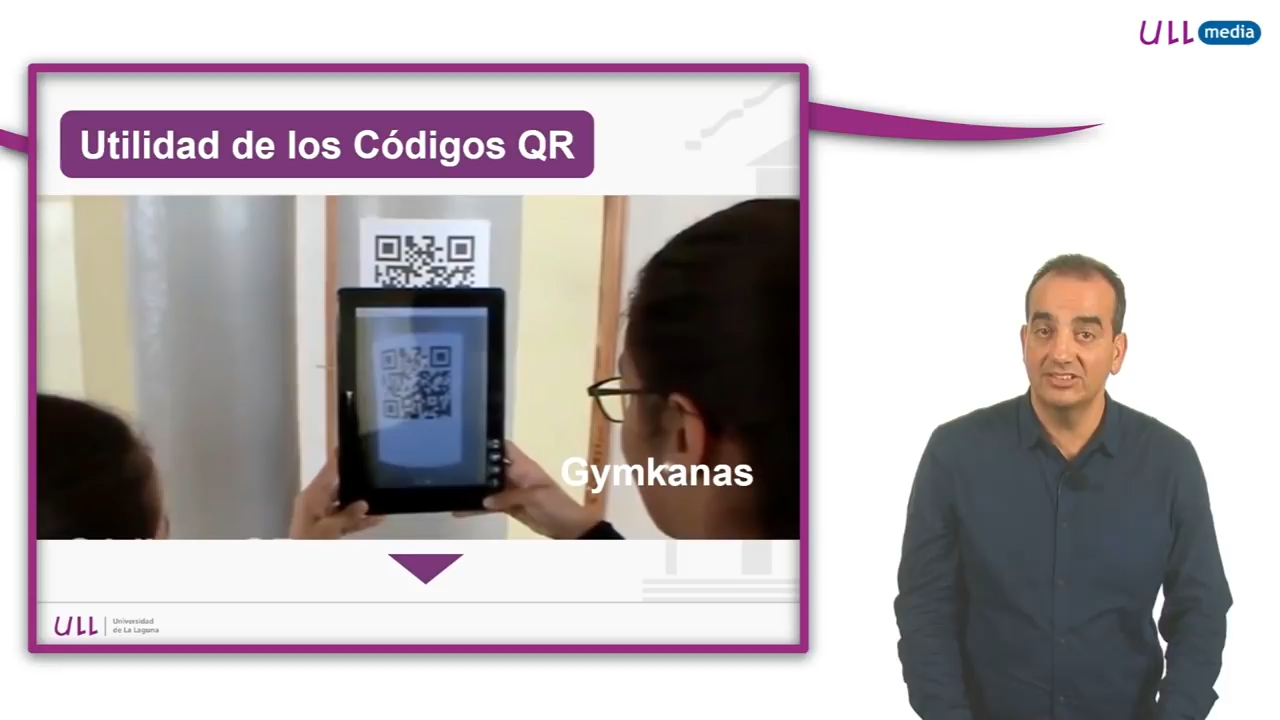 ULL media
Utilidad de los Códigos QR
Gymkanas
ULL
Universidad
de La Laguna